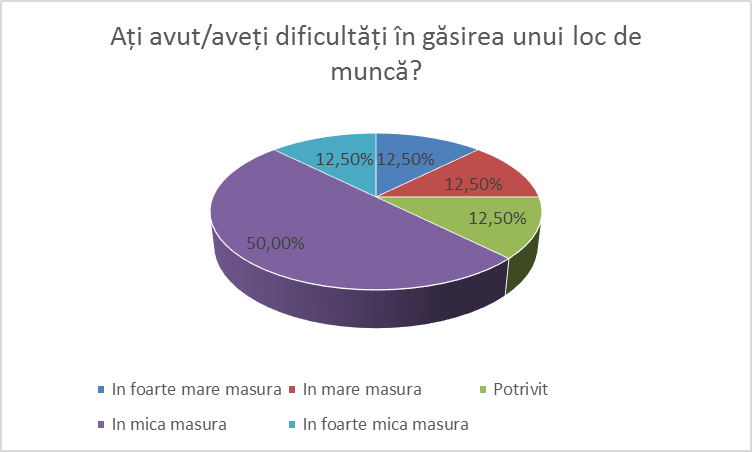 Ați avut/aveți dificultăți în găsirea unui loc de
muncă?
12,50% 12,50%
12,50%
12,50%
50,00%
In foarte mare masura In mare masura Potrivit
In mica masura In foarte mica masura